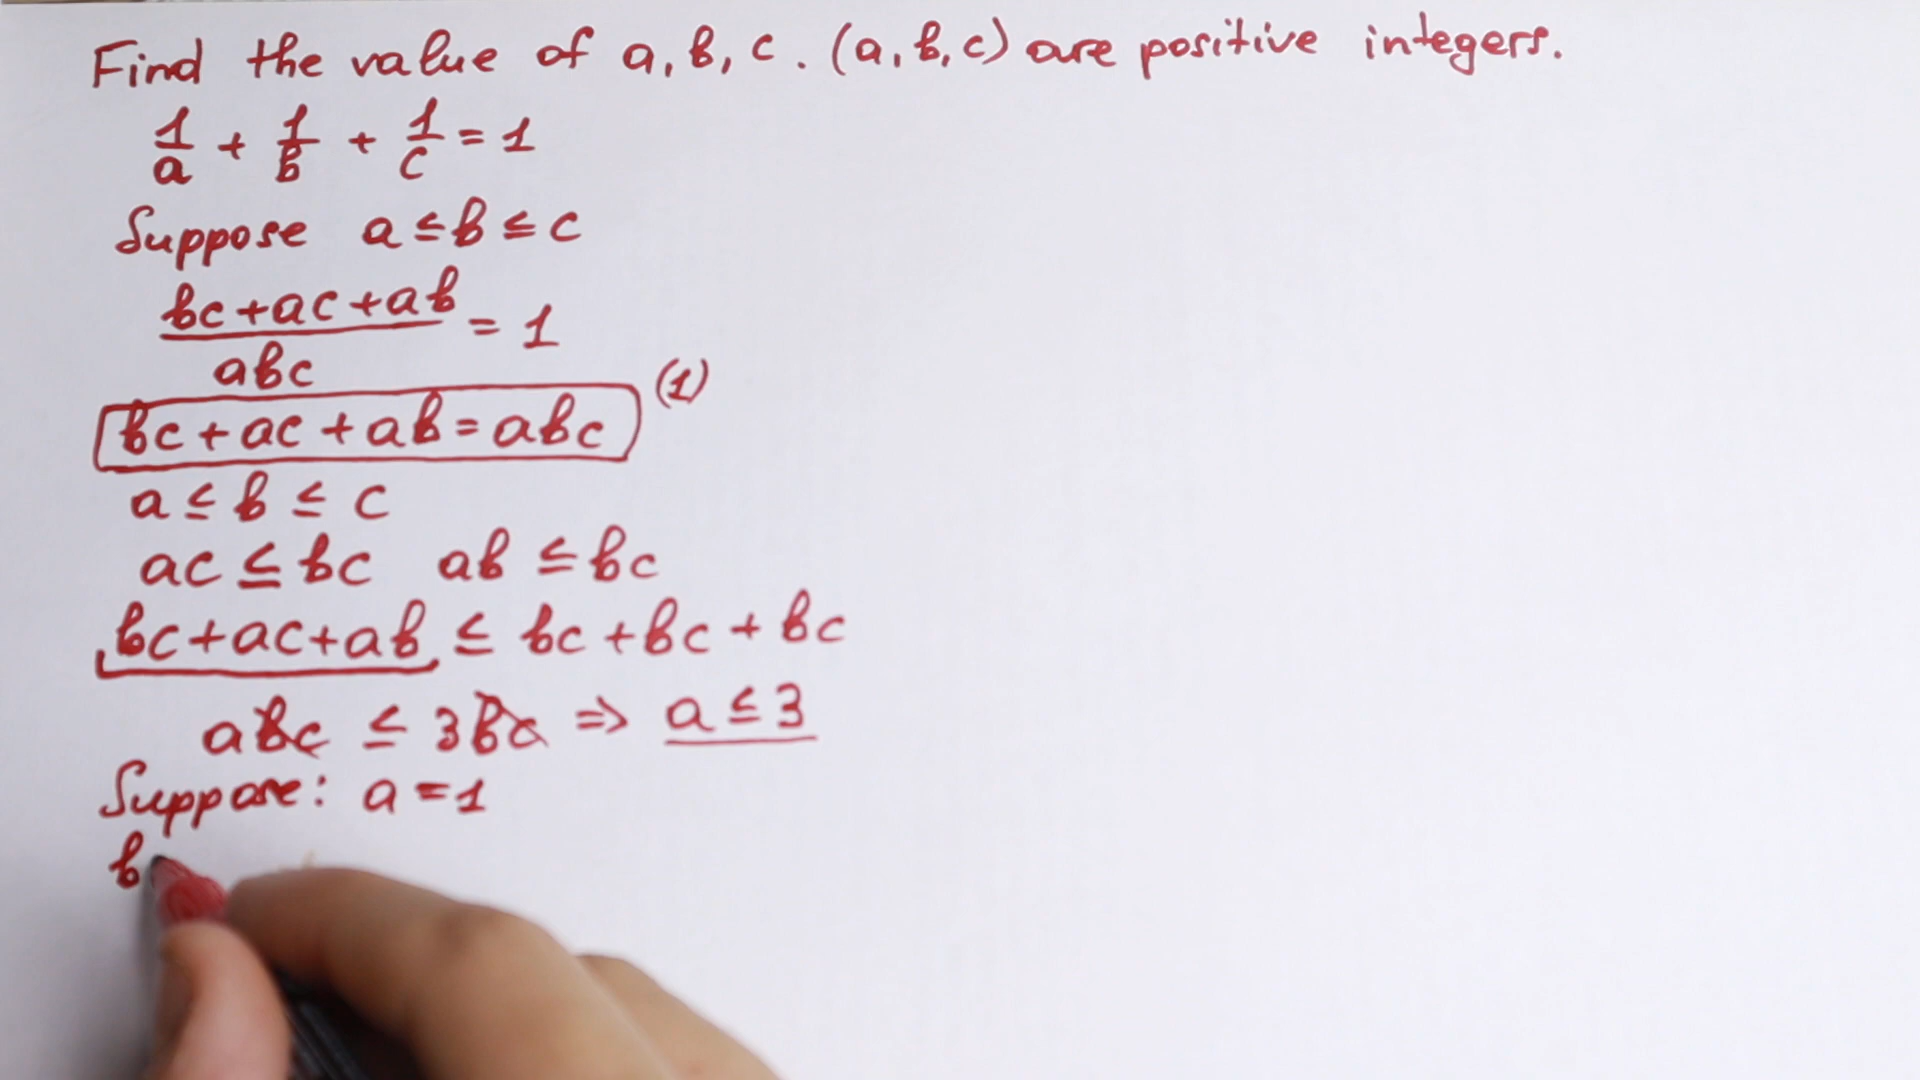 Find the value of a, b, c. (a, b, c) are positive integers.
1/a + 1/b + 1/c = 1
Suppose a ≤ b ≤ c
(bc + ac + ab)/abc = 1
bc + ac + ab = abc (1)
a ≤ b ≤ c
ac ≤ bc ab ≤ bc
bc + ac + ab ≤ bc + bc + bc
abc ≤ 3bc ⇒ a ≤ 3
Suppose: a = 1
b